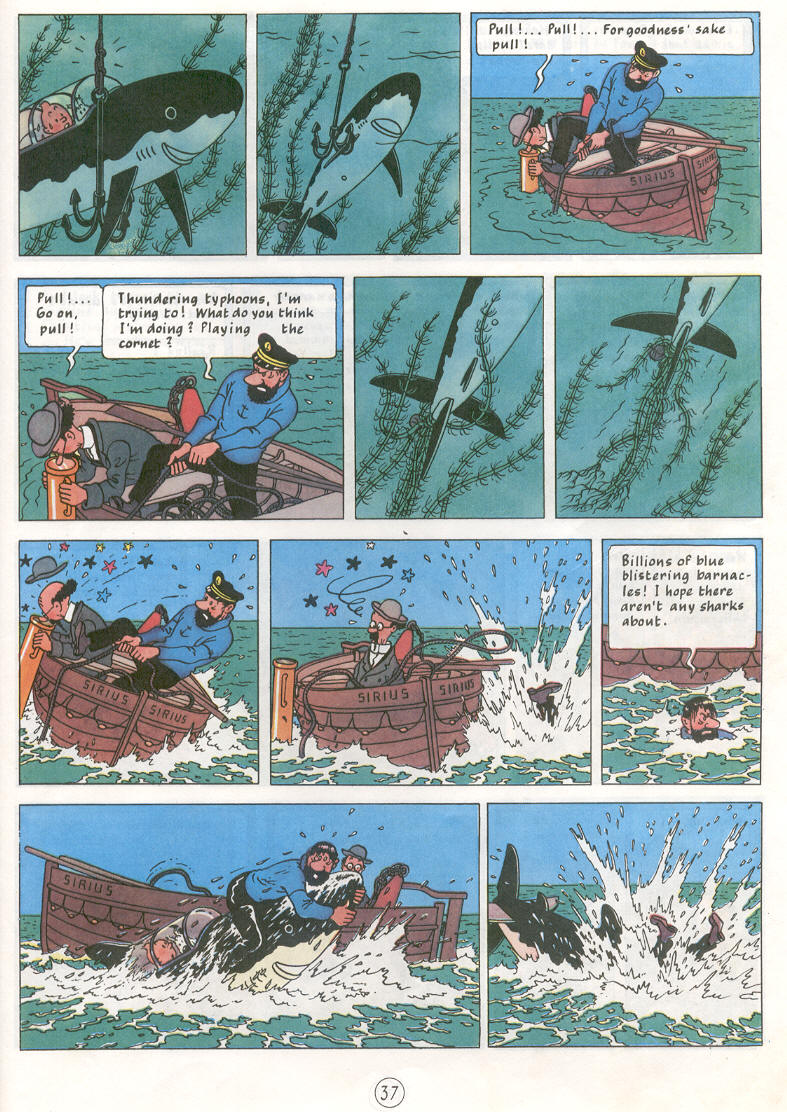 Pull!... Pull!... For goodness' sake
pull!
SIRIUS
SIRIUS
Pull!...
Go on,
pull!
Thundering typhoons, I'm
trying to! What do you think
I'm doing? Playing the
cornet?
SIRIUS
SIRIUS
SIRIUS
SIRIUS
Billions of blue
blistering barnac-
les! I hope there
aren't any sharks
about.
SIRIUS
37